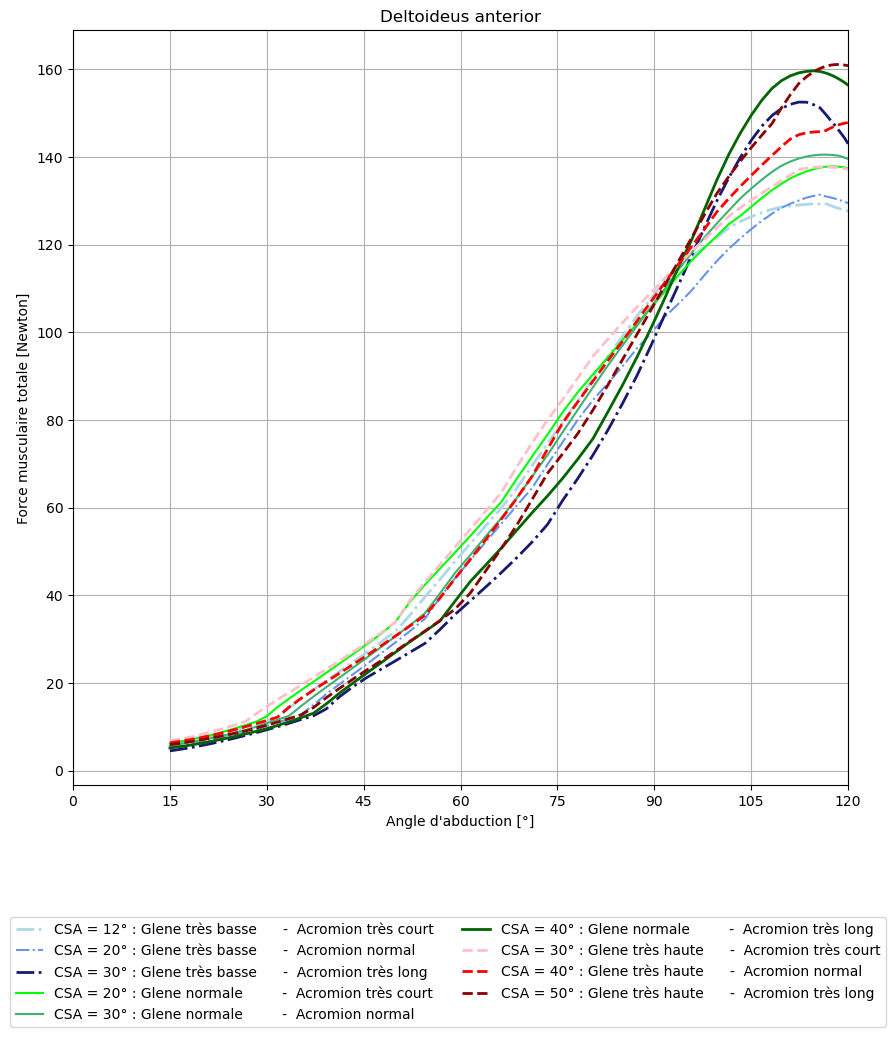 Deltoideus anterior
160
140
120
100
80
60
40
20
0
Force musculaire totale [Newton]
0 15 30 45 60 75 90 105 120
Angle d'abduction [°]
CSA = 12° : Glene très basse - Acromion très court
CSA = 20° : Glene très basse - Acromion normal
CSA = 30° : Glene très basse - Acromion très long
CSA = 20° : Glene normale - Acromion très court
CSA = 30° : Glene normale - Acromion normal
CSA = 40° : Glene normale - Acromion très long
CSA = 30° : Glene très haute - Acromion très court
CSA = 40° : Glene très haute - Acromion normal
CSA = 50° : Glene très haute - Acromion très long